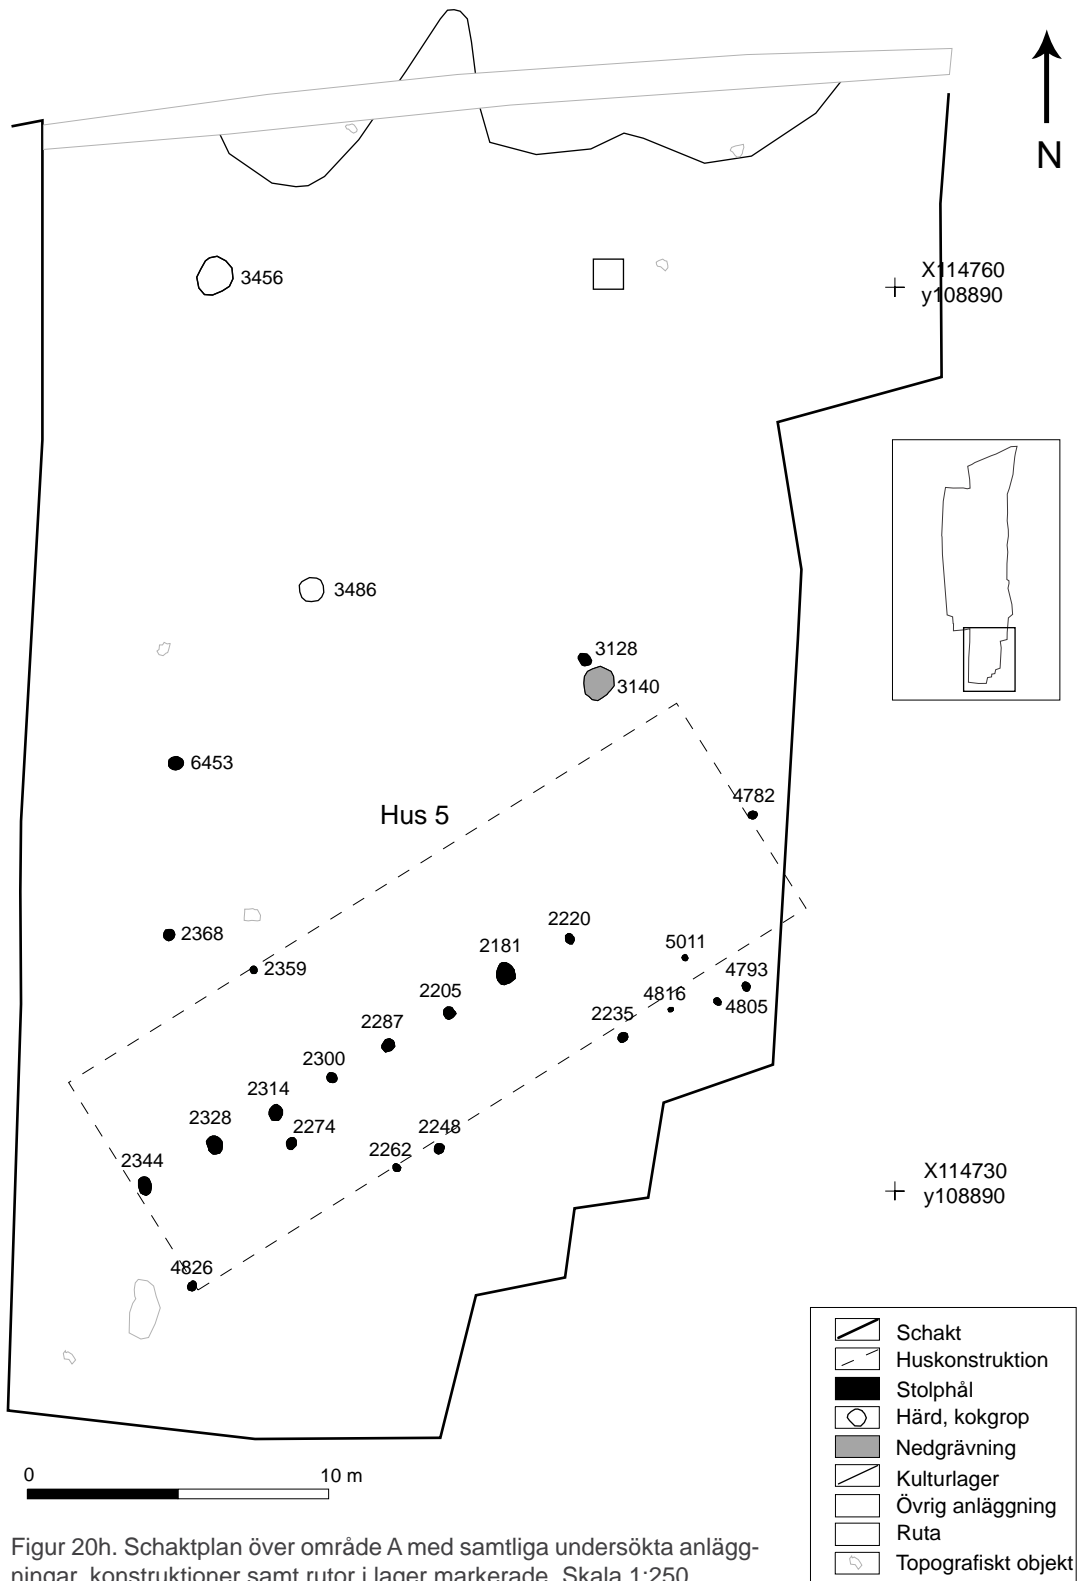 N
3456
X114760
y108890
3486
3128
3140
6453
Hus 5
4782
2368
2359
2220
2181
5011
4793
2205
4816
4805
2287
2235
2300
2314
2328
2274
2248
2344
2262
X114730
y108890
4826
Schakt
Huskonstruktion
Stolphål
Härd, kokgrop
Nedgrävning
Kulturlager
Övrig anläggning
Ruta
Topografiskt objekt
0 10 m
Figur 20h. Schaktplan över område A med samtliga undersökta anlägg-
ningar, konstruktioner samt rutor i lager markerade. Skala 1:250